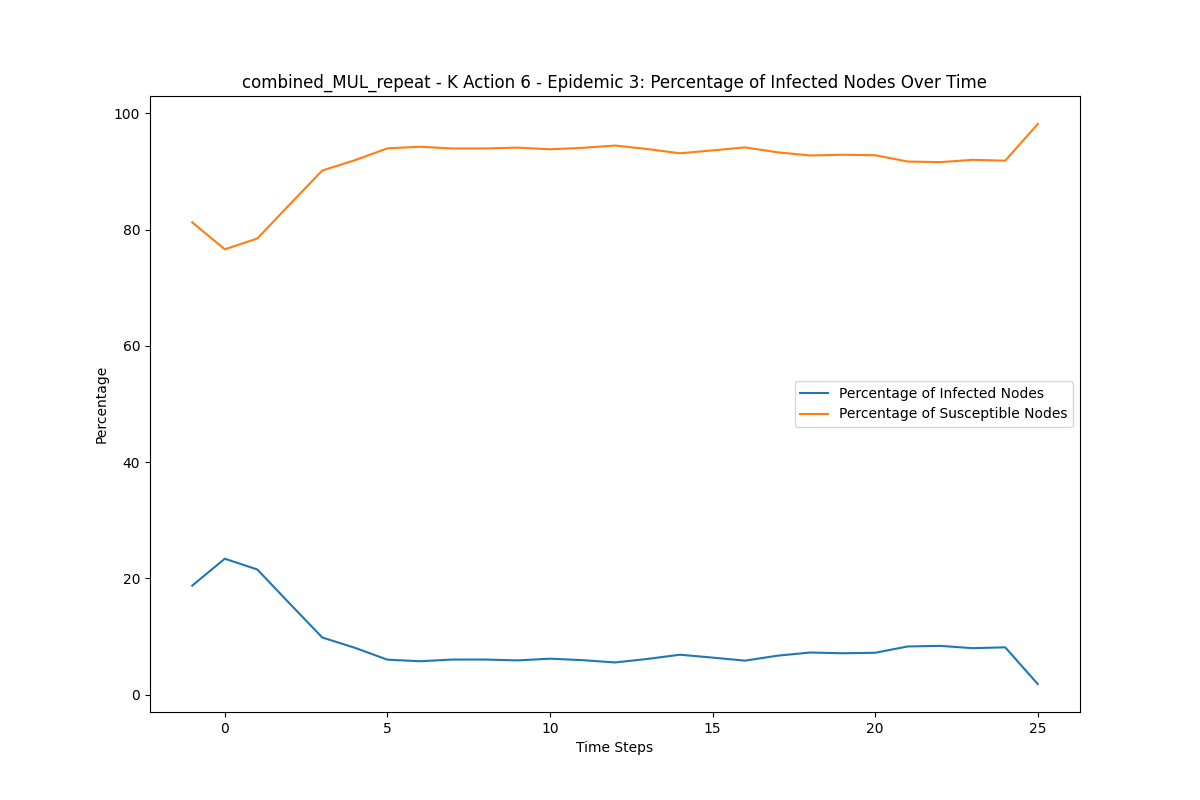 combined_MUL_repeat - K Action 6 - Epidemic 3: Percentage of Infected Nodes Over Time
100
80
60
40
20
0
Percentage
Percentage of Infected Nodes
Percentage of Susceptible Nodes
0 5 10 15 20 25
Time Steps